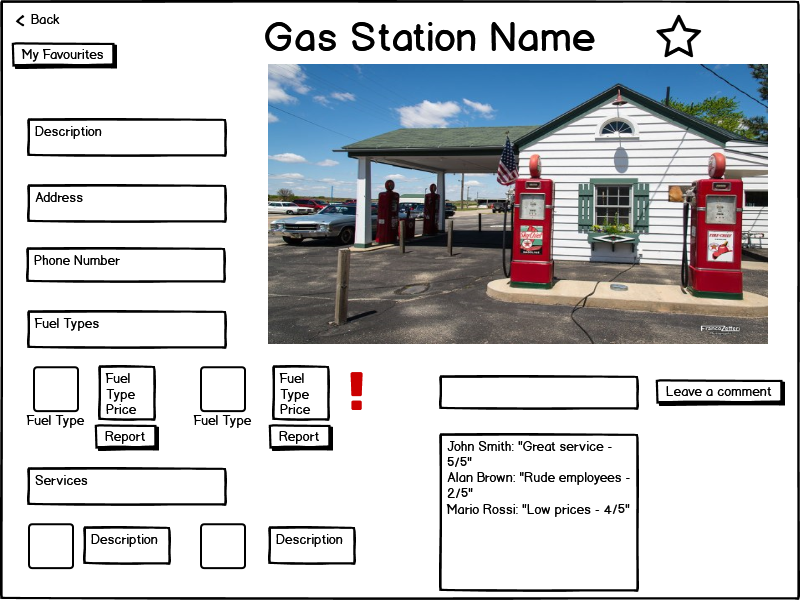 Back
Gas Station Name
My Favourites
Description
Address
Phone Number
Fuel Types
Fuel
Type
Price
Fuel Type
Report
Fuel
Type
Price
Fuel Type
Report
!
Leave a comment
John Smith: "Great service -
5/5"
Alan Brown: "Rude employees -
2/5"
Mario Rossi: "Low prices - 4/5"
Services
Description
Description